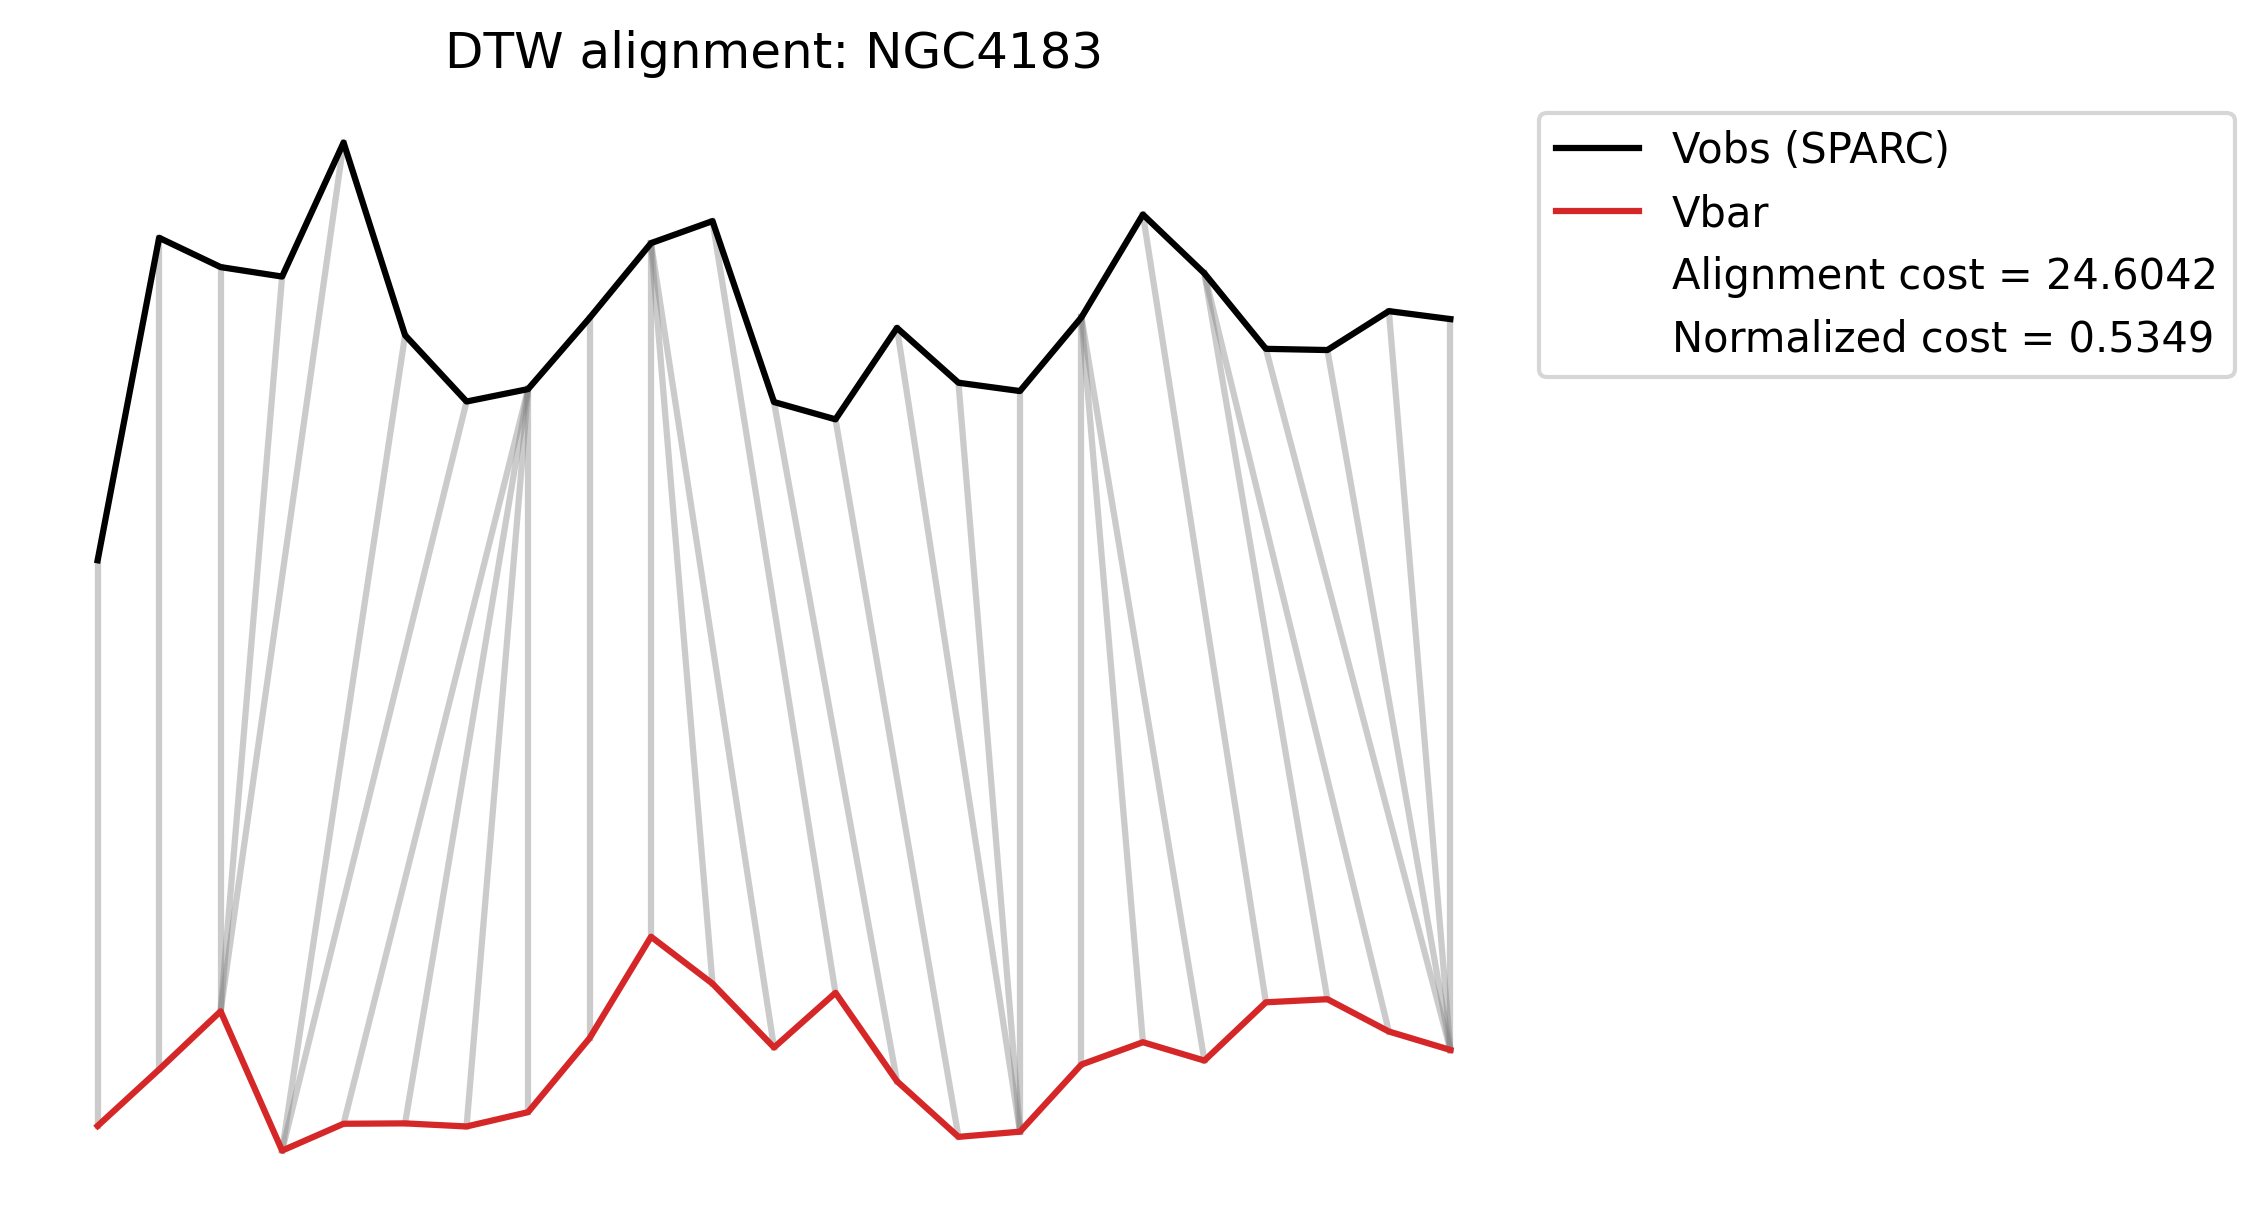 DTW alignment: NGC4183
Vobs (SPARC)
Vbar
Alignment cost = 24.6042
Normalized cost = 0.5349